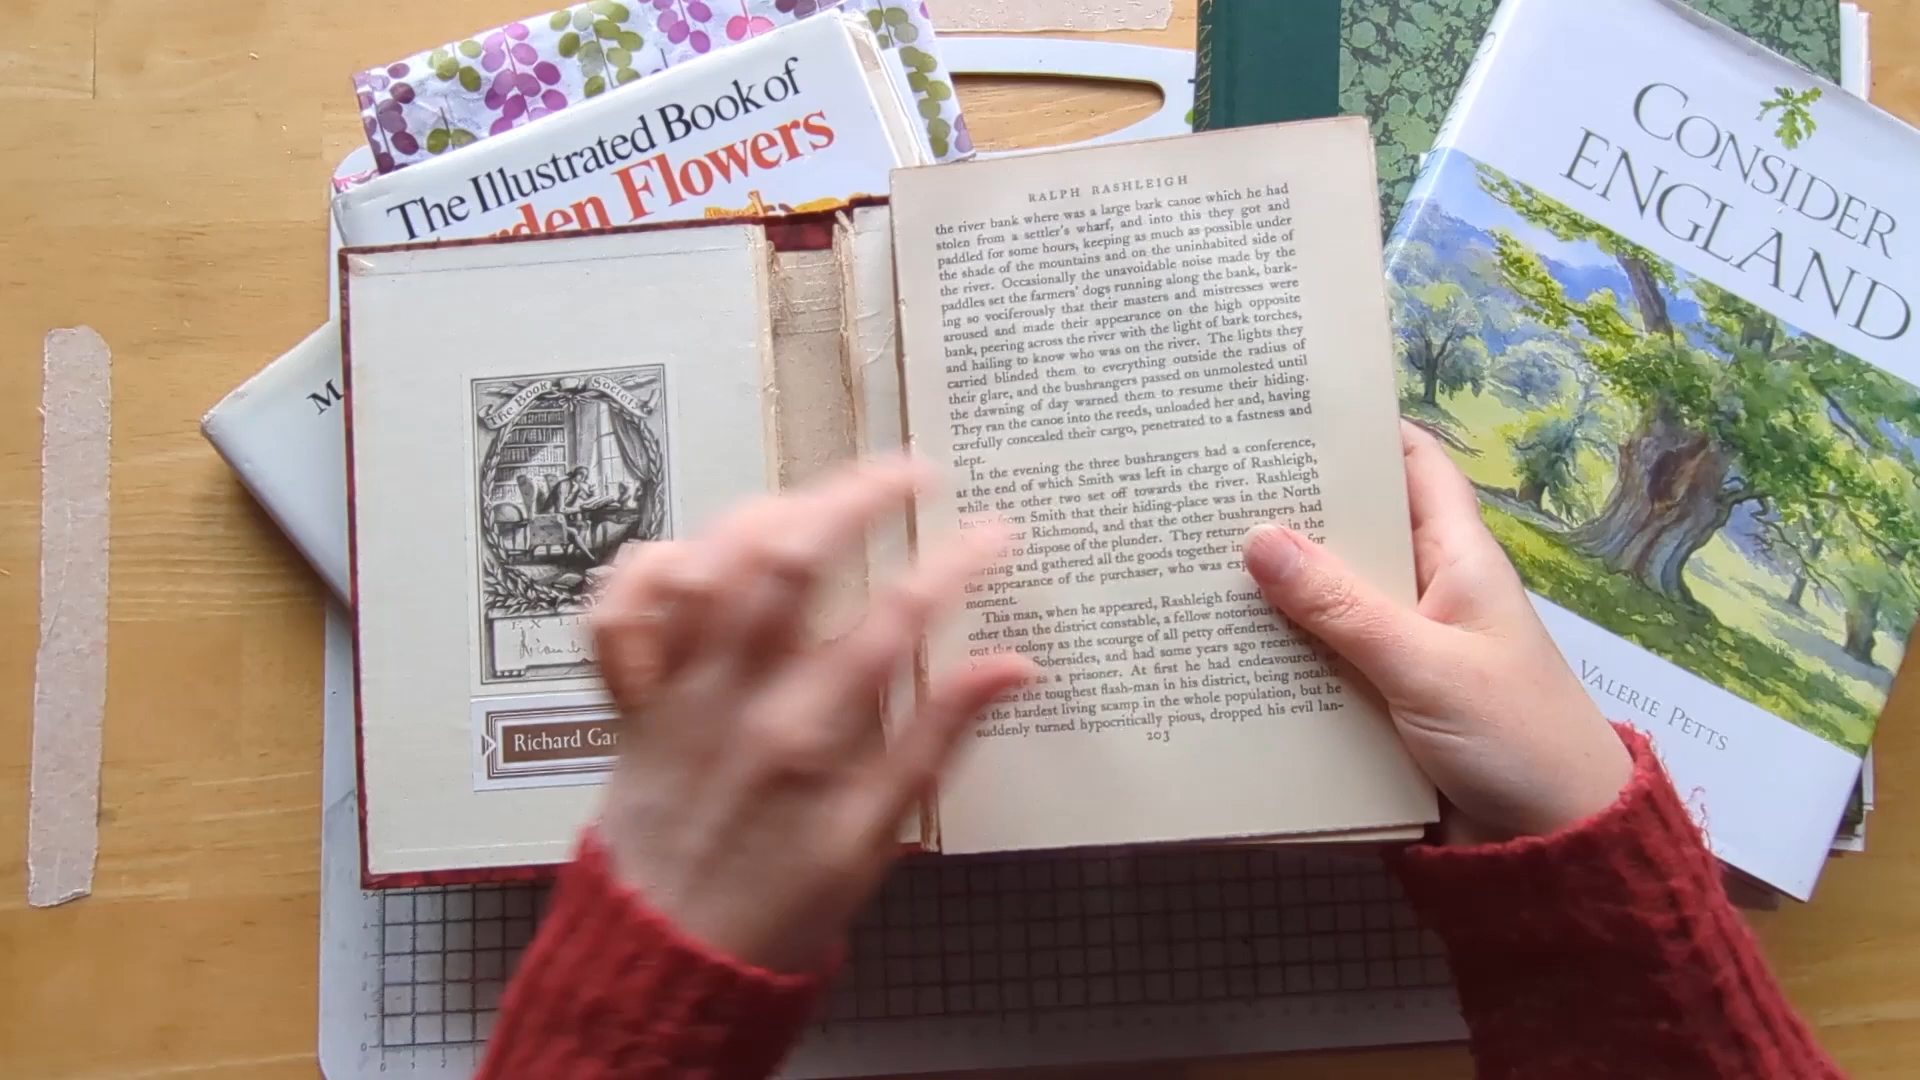 The Illustrated Book of
rden Flowers
M
CONSIDER
ENGLAND
VALERIE PETTS
The Book Society
EX LI
Richard Gar
RALPH RASHLEIGH
the river bank where was a large bark canoe which he had
stolen from a settler's wharf, and into this they got and
paddled for some hours, keeping as much as possible under
the shade of the mountains and on the uninhabited side of
the river. Occasionally the unavoidable noise made by the
paddles set the farmers' dogs running along the bank, bark-
ing so vociferously that their masters and mistresses were
aroused and made their appearance on the high opposite
bank, peering across the river with the light of bark torches,
and hailing to know who was on the river. The lights they
carried blinded them to everything outside the radius of
their glare, and the bushrangers passed on unmolested until
the dawning of day warned them to resume their hiding.
They ran the canoe into the reeds, unloaded her and, having
carefully concealed their cargo, penetrated to a fastness and
slept.
In the evening the three bushrangers had a conference,
at the end of which Smith was left in charge of Rashleigh,
while the other two set off towards the river. Rashleigh
from Smith that their hiding-place was in the North
Richmond, and that the other bushrangers had
to dispose of the plunder. They in the
and gathered all the goods together in for
the appearance of the purchaser, who was
moment.
This man, when he appeared, Rashleigh found
other than the district constable, a fellow notorious
out the colony as the scourge of all petty offenders.
Sobersides, and had some years ago
as a prisoner. At first he had endeavoured
the toughest flash-man in his district, being
the hardest living scamp in the whole population, but he
suddenly turned hypocritically pious, dropped his evil lan-
203